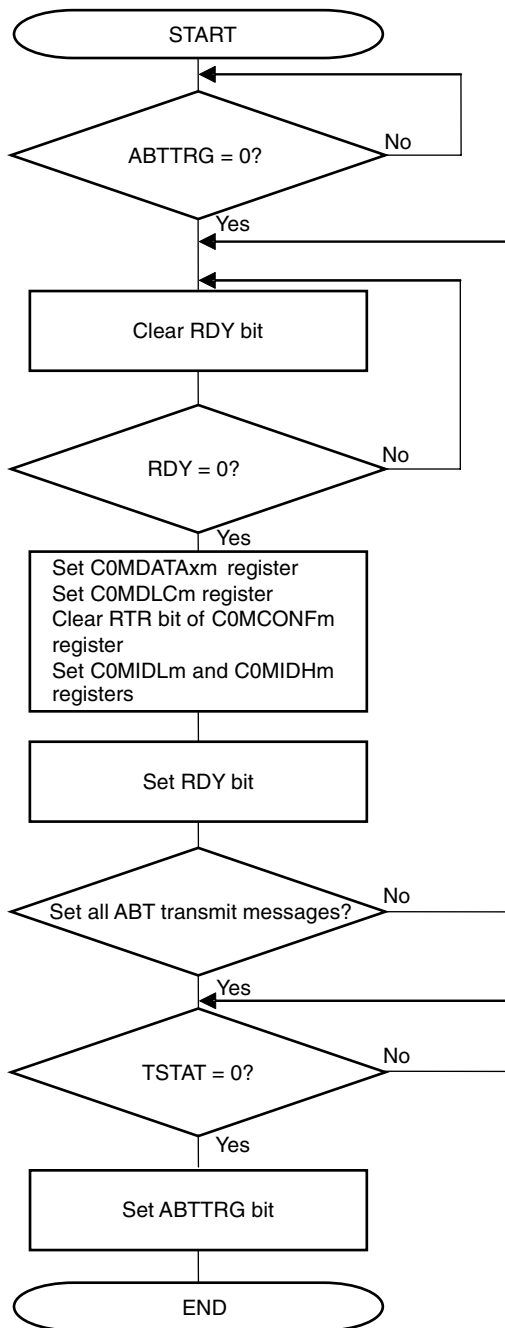 START
ABTTRG = 0?
No
Yes
Clear RDY bit
RDY = 0?
No
Yes
Set C0MDATAxm register
Set C0MDLCm register
Clear RTR bit of C0MCONFm
register
Set C0MIDLm and C0MIDHm
registers
Set RDY bit
Set all ABT transmit messages?
No
Yes
TSTAT = 0?
No
Yes
Set ABTTRG bit
END